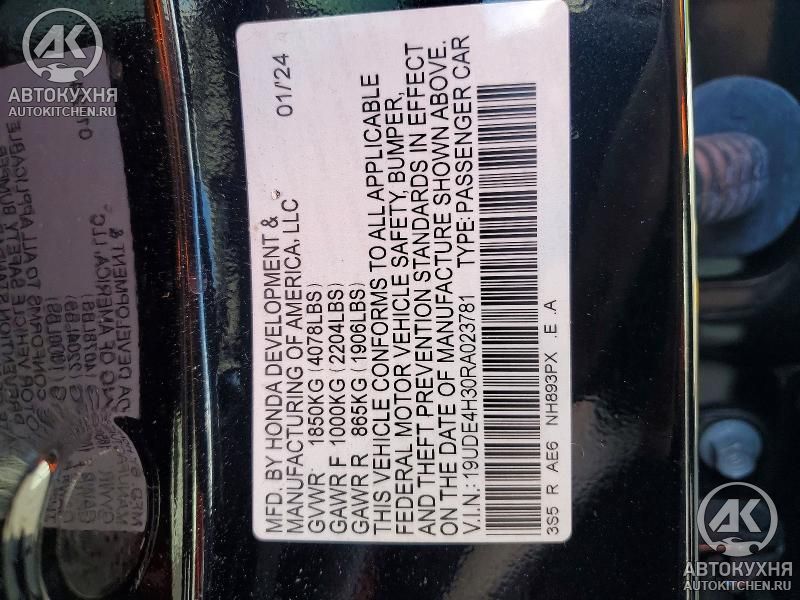 MFD. BY HONDA DEVELOPMENT & 01/24
MANUFACTURING OF AMERICA, LLC
GVWR 1850KG (4078LBS)
GAWR F 1000KG (2204LBS)
GAWR R 865KG (1906LBS)
THIS VEHICLE CONFORMS TO ALL APPLICABLE
FEDERAL MOTOR VEHICLE SAFETY, BUMPER,
AND THEFT PREVENTION STANDARDS IN EFFECT
ON THE DATE OF MANUFACTURE SHOWN ABOVE.
V.I.N: 19UDE4H30RA023781 TYPE: PASSENGER CAR
3S5 R AE6 NH893PX .E .A
АК
АВТОКУХНЯ
AUTOKITCHEN.RU
АК
АВТОКУХНЯ
AUTOKITCHEN.RU